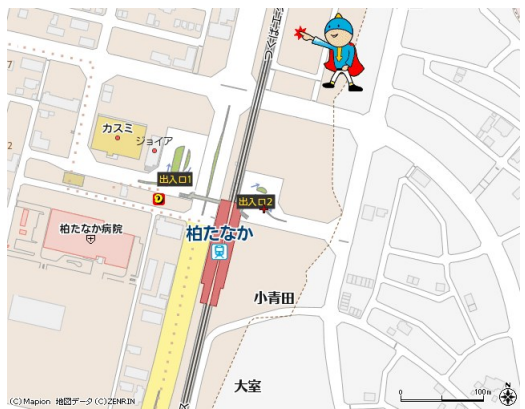 カスミ
ジョイア
出入口1
出入口2
柏たなか病院
柏たなか
小青田
大室
0
100m
N
(C)Mapion 地図データ(C)ZENRIN